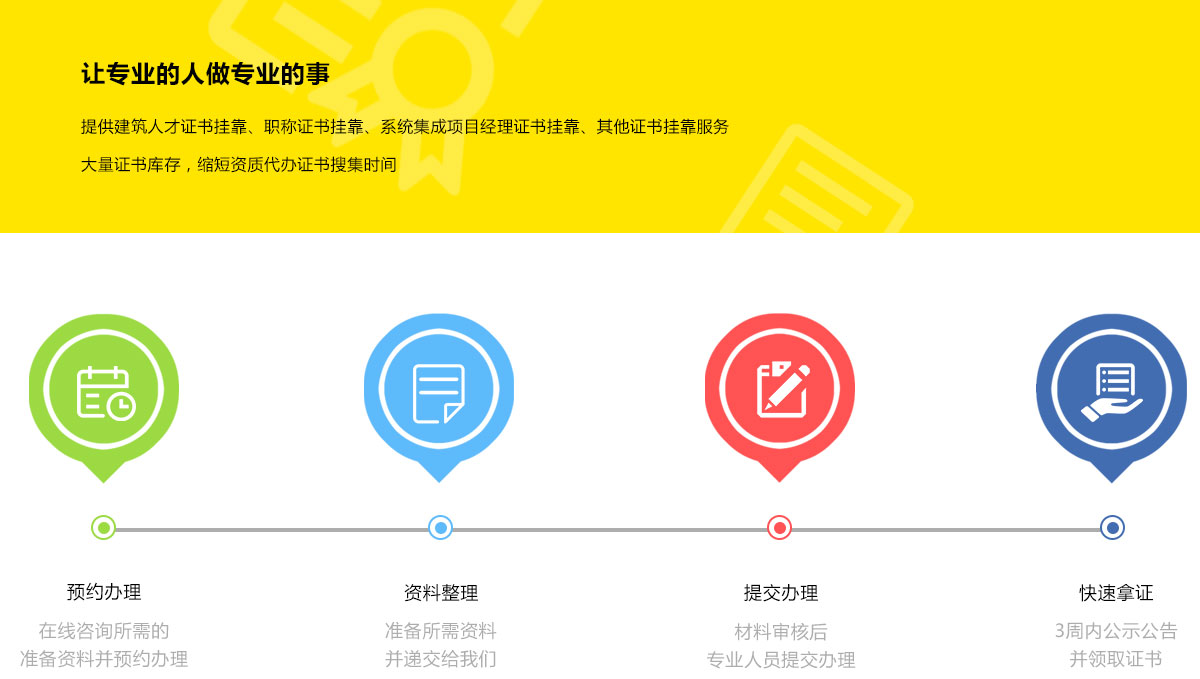 让专业的人做专业的事
提供建筑人才证书挂靠、职称证书挂靠、系统集成项目经理证书挂靠、其他证书挂靠服务
大量证书库存，缩短资质代办证书搜集时间
预约办理
在线咨询所需的
准备资料并预约办理
资料整理
准备所需资料
并递交给我们
提交办理
材料审核后
专业人员提交办理
快速拿证
3周内公示公告
并领取证书